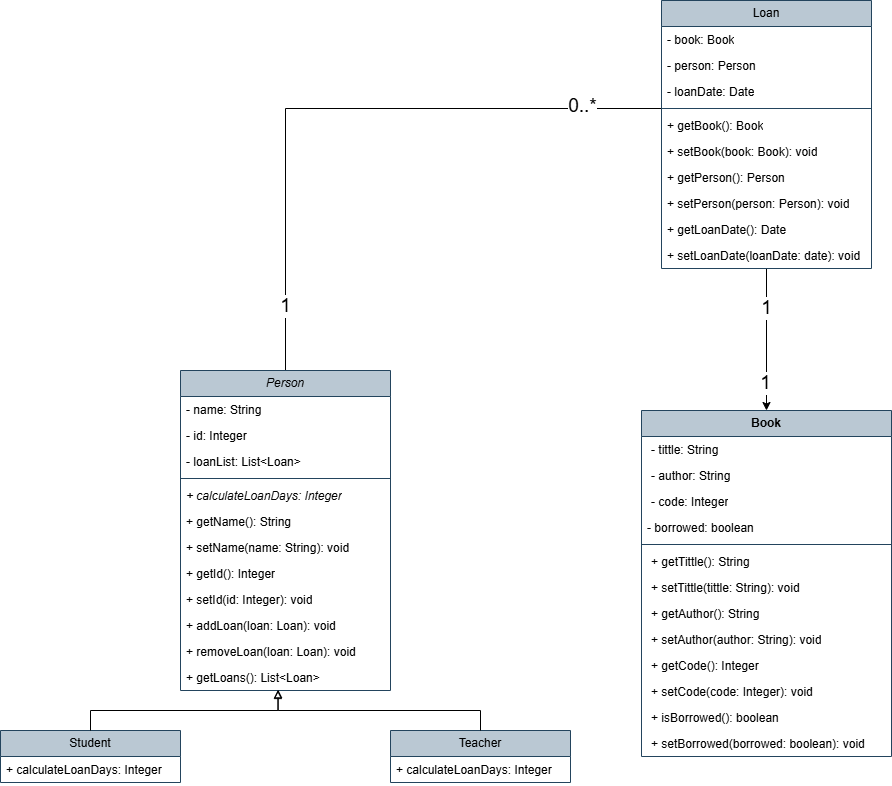 Loan
- book: Book
- person: Person
- loanDate: Date
+ getBook(): Book
+ setBook(book: Book): void
+ getPerson(): Person
+ setPerson(person: Person): void
+ getLoanDate(): Date
+ setLoanDate(loanDate: date): void
0..*
1
1
1
Person
- name: String
- id: Integer
- loanList: List<Loan>
+ calculateLoanDays: Integer
+ getName(): String
+ setName(name: String): void
+ getId(): Integer
+ setId(id: Integer): void
+ addLoan(loan: Loan): void
+ removeLoan(loan: Loan): void
+ getLoans(): List<Loan>
Book
- tittle: String
- author: String
- code: Integer
- borrowed: boolean
+ getTittle(): String
+ setTittle(tittle: String): void
+ getAuthor(): String
+ setAuthor(author: String): void
+ getCode(): Integer
+ setCode(code: Integer): void
+ isBorrowed(): boolean
+ setBorrowed(borrowed: boolean): void
Student
+ calculateLoanDays: Integer
Teacher
+ calculateLoanDays: Integer